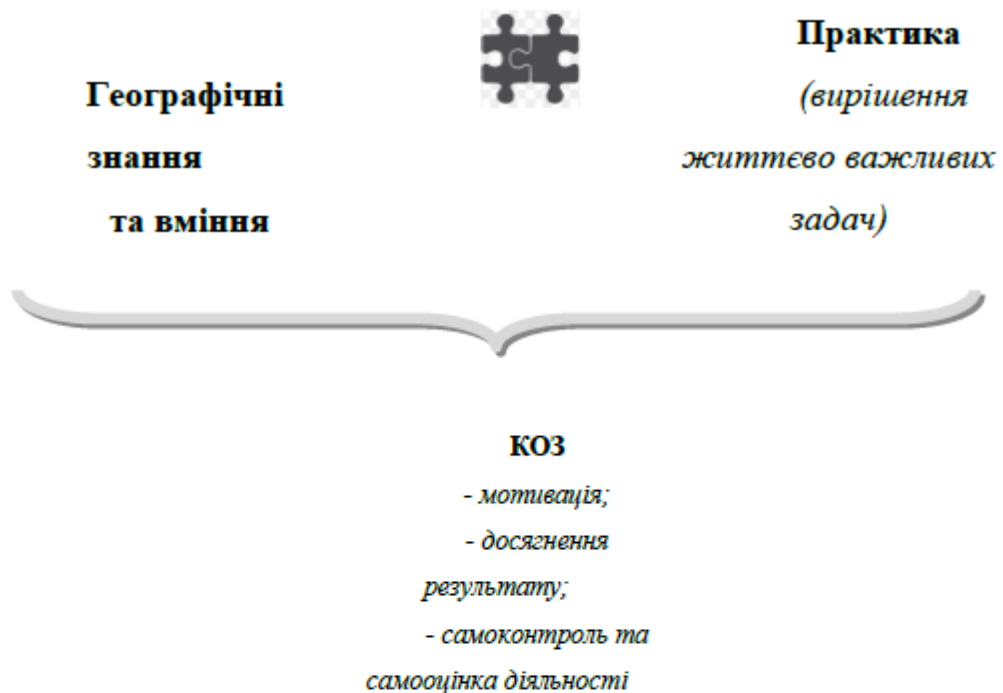 Географічні
знання
та вміння
Практика
(вирішення
життєво важливих
задач)
КОЗ
- мотивація;
- досягнення
результату;
- самоконтроль та
самооцінка діяльності